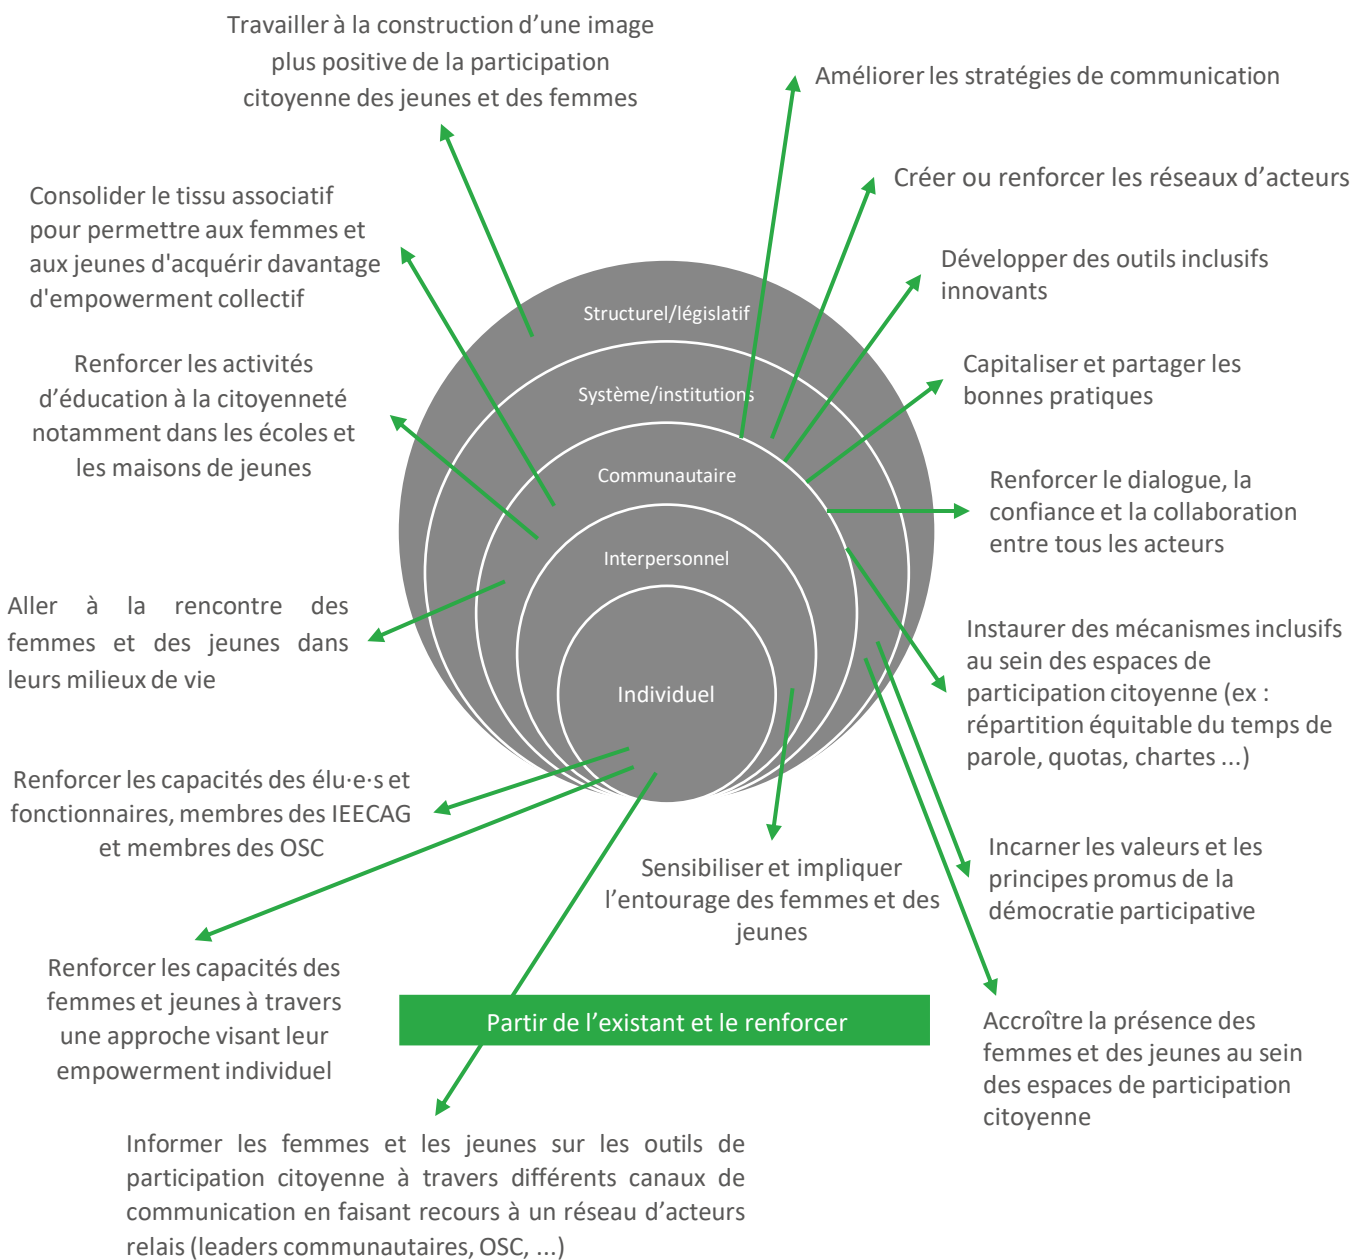 Travailler à la construction d’une image
plus positive de la participation
citoyenne des jeunes et des femmes
Améliorer les stratégies de communication
Créer ou renforcer les réseaux d’acteurs
Consolider le tissu associatif
pour permettre aux femmes et
aux jeunes d'acquérir davantage
d'empowerment collectif
Développer des outils inclusifs
innovants
Structurel/législatif
Renforcer les activités
d’éducation à la citoyenneté
notamment dans les écoles et
les maisons de jeunes
Capitaliser et partager les
bonnes pratiques
Système/institutions
Communautaire
Renforcer le dialogue, la
confiance et la collaboration
entre tous les acteurs
Interpersonnel
Aller à la rencontre des
femmes et des jeunes dans
leurs milieux de vie
Instaurer des mécanismes inclusifs
au sein des espaces de
participation citoyenne (ex :
répartition équitable du temps de
parole, quotas, chartes ...)
Individuel
Renforcer les capacités des élu·e·s et
fonctionnaires, membres des IEECAG
et membres des OSC
Sensibiliser et impliquer
l’entourage des femmes et des
jeunes
Incarner les valeurs et les
principes promus de la
démocratie participative
Renforcer les capacités des
femmes et jeunes à travers
une approche visant leur
empowerment individuel
Partir de l’existant et le renforcer
Accroître la présence des
femmes et des jeunes au sein
des espaces de participation
citoyenne
Informer les femmes et les jeunes sur les outils de
participation citoyenne à travers différents canaux de
communication en faisant recours à un réseau d’acteurs
relais (leaders communautaires, OSC, ...)